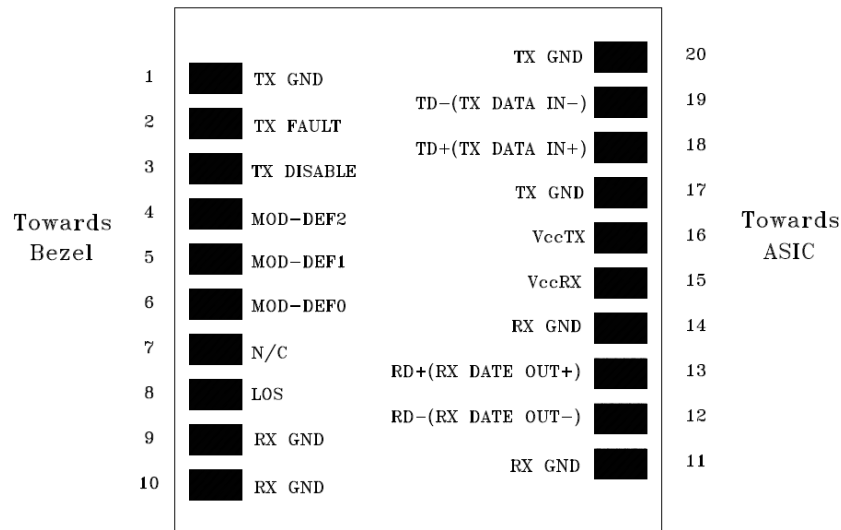 Towards
Bezel
1 TX GND
2 TX FAULT
3 TX DISABLE
4 MOD-DEF2
5 MOD-DEF1
6 MOD-DEF0
7 N/C
8 LOS
9 RX GND
10 RX GND
TX GND 20
TD-(TX DATA IN-) 19
TD+(TX DATA IN+) 18
TX GND 17
VccTX 16
VccRX 15
RX GND 14
RD+(RX DATE OUT+) 13
RD-(RX DATE OUT-) 12
RX GND 11
Towards
ASIC